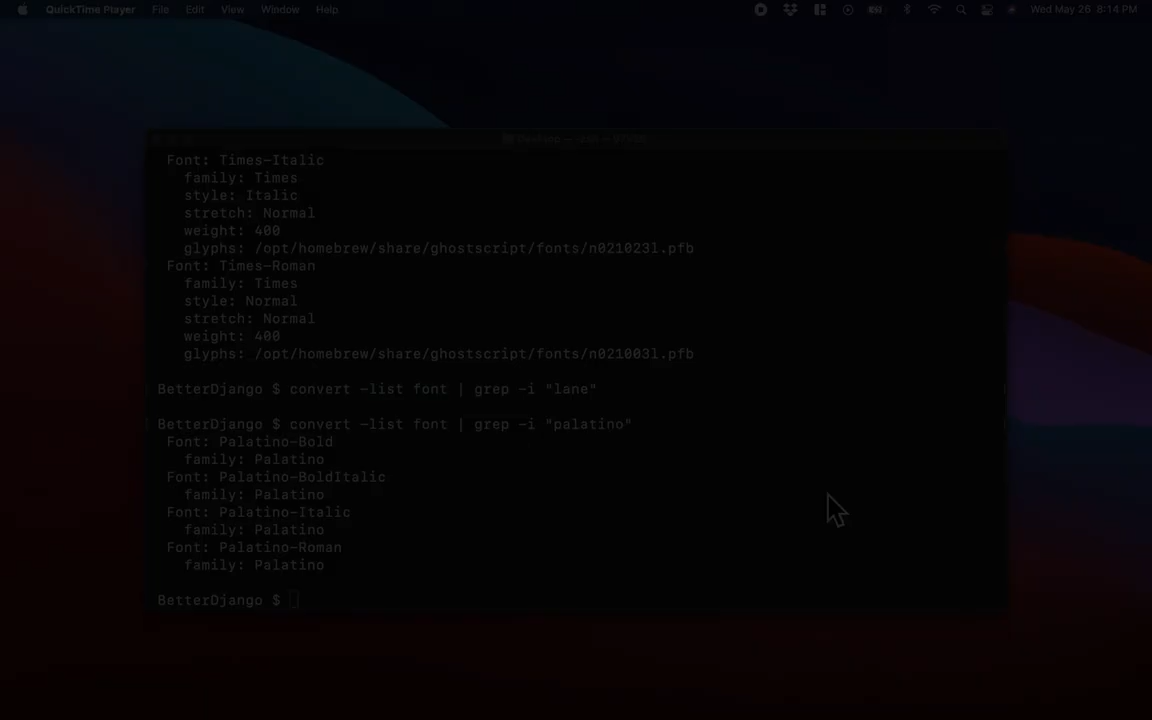 QuickTime Player File Edit View Window Help Wed May 26 8:14 PM
Font: Times-Italic
family: Times
style: Italic
stretch: Normal
weight: 400
glyphs: /opt/homebrew/share/ghostscript/fonts/n021023l.pfb
Font: Times-Roman
family: Times
style: Normal
stretch: Normal
weight: 400
glyphs: /opt/homebrew/share/ghostscript/fonts/n021003l.pfb
BetterDjango $ convert -list font | grep -i "lane"
BetterDjango $ convert -list font | grep -i "palatino"
Font: Palatino-Bold
family: Palatino
Font: Palatino-BoldItalic
family: Palatino
Font: Palatino-Italic
family: Palatino
Font: Palatino-Roman
family: Palatino
BetterDjango $